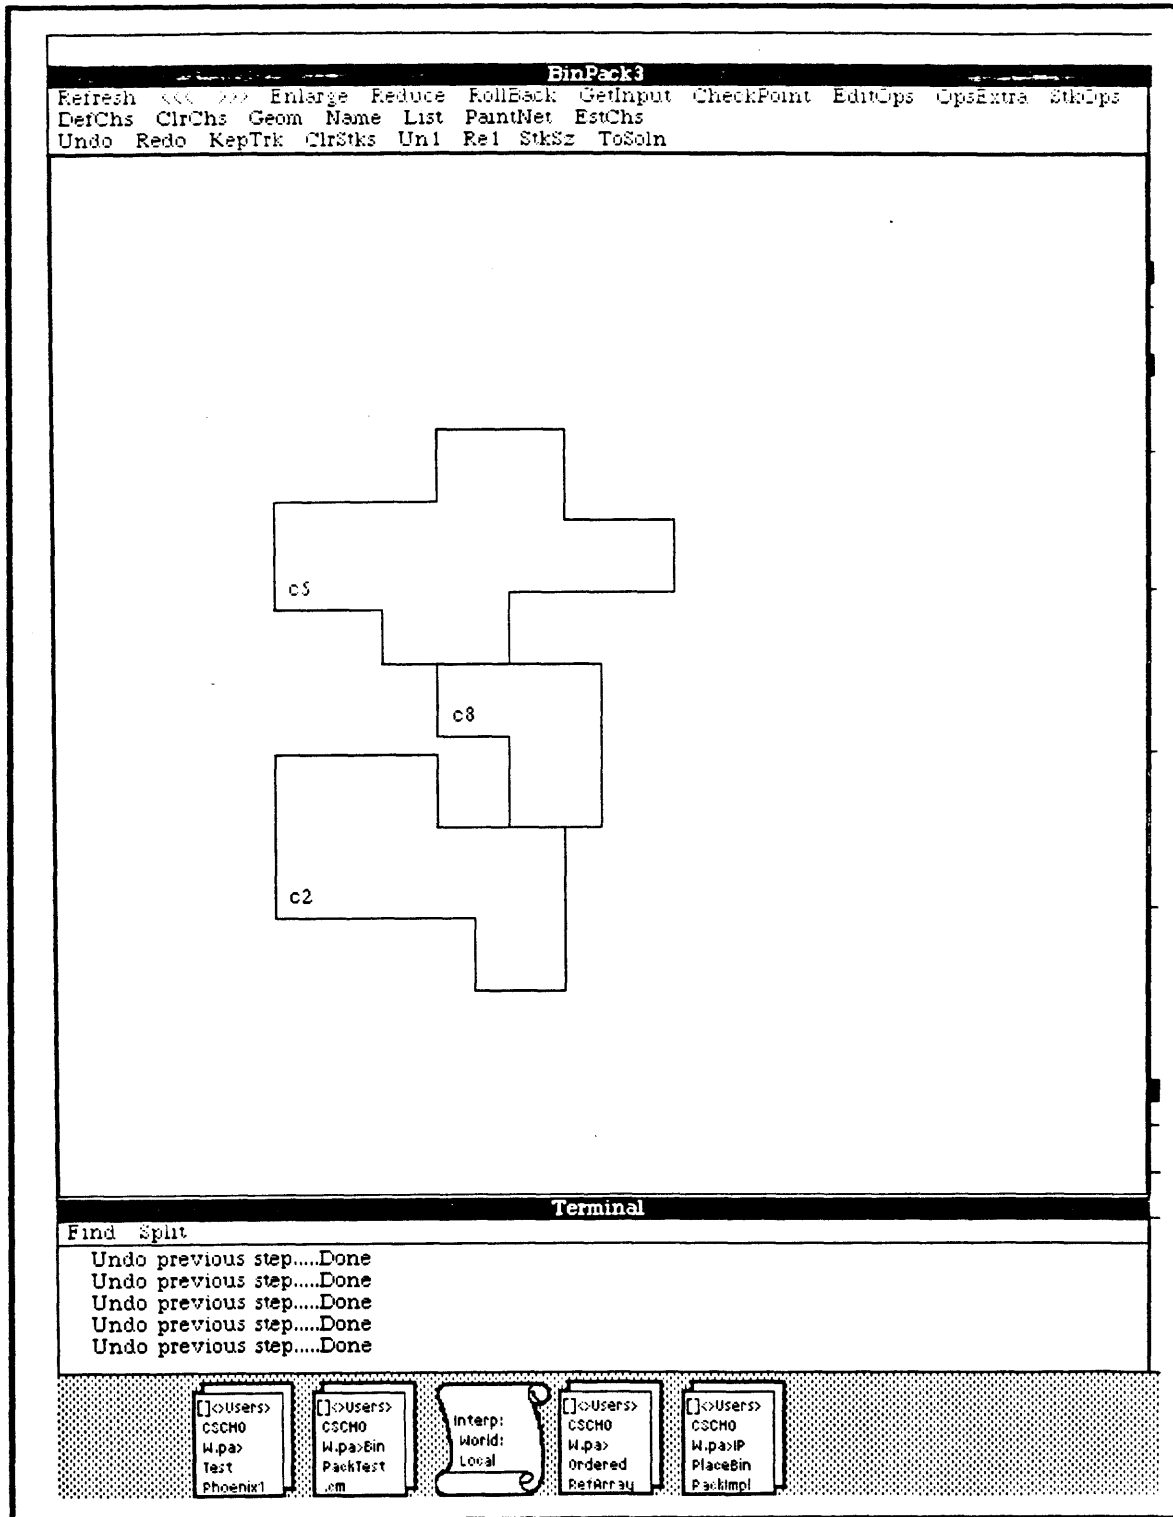 BinPack3
Refresh <<< >>> Enlarge Reduce RollBack GetInput CheckPoint EditOps OpsExtra StkOps
DefChs ClrChs Geom Name List PaintNet EstChs
Undo Redo KepTrk ClrStks Un1 Re1 StkSz ToSoln
c5
c8
c2
Terminal
Find Split
Undo previous step.....Done
Undo previous step.....Done
Undo previous step.....Done
Undo previous step.....Done
Undo previous step.....Done
[]<>Users>
CSCHO
W.pa>
Test
Phoenix1
[]<>Users>
CSCHO
W.pa>Bin
PackTest
.cm
Interp:
World:
Local
[]<>Users>
CSCHO
W.pa>
Ordered
RefArray
[]<>Users>
CSCHO
W.pa>IP
PlaceBin
PackImpl